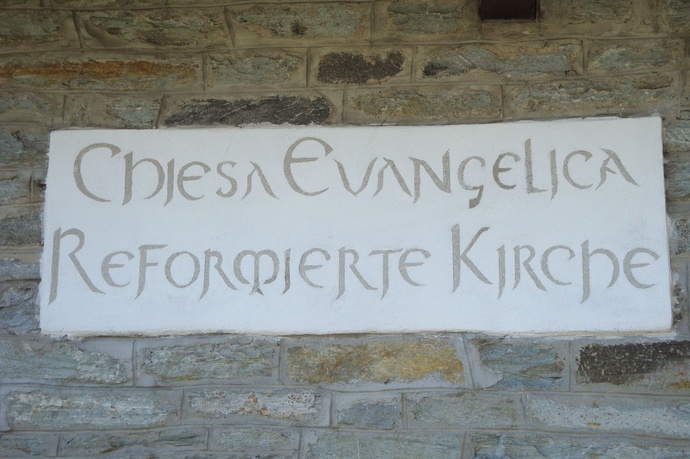 Chiesa Evangelica
Reformierte Kirche